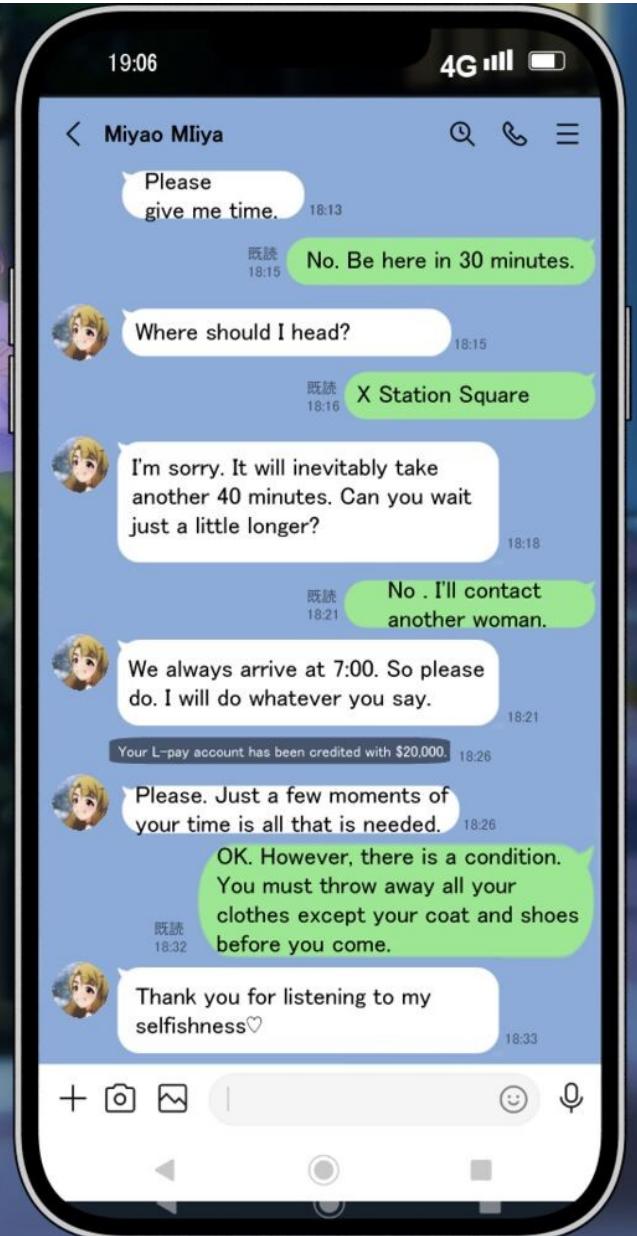 19:06
4G
Miyao MIiya
Please
give me time.
18:13
既読
18:15
No. Be here in 30 minutes.
Where should I head?
18:15
既読
18:16
X Station Square
I'm sorry. It will inevitably take
another 40 minutes. Can you wait
just a little longer?
18:18
既読
18:21
No . I'll contact
another woman.
We always arrive at 7:00. So please
do. I will do whatever you say.
18:21
Your L-pay account has been credited with $20,000.
18:26
Please. Just a few moments of
your time is all that is needed.
18:26
OK. However, there is a condition.
You must throw away all your
clothes except your coat and shoes
before you come.
既読
18:32
Thank you for listening to my
selfishness♡
18:33